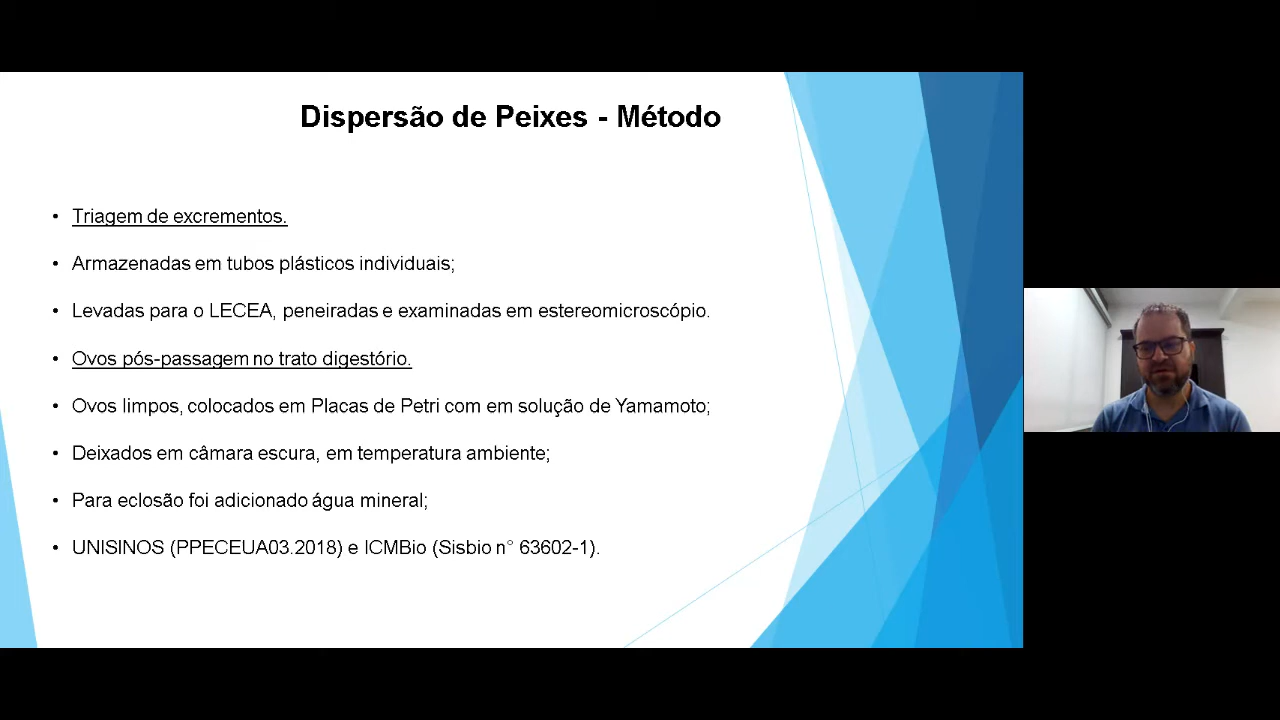 Dispersão de Peixes - Método
• Triagem de excrementos.
• Armazenadas em tubos plásticos individuais;
• Levadas para o LECEA, peneiradas e examinadas em estereomicroscópio.
• Ovos pós-passagem no trato digestório.
• Ovos limpos, colocados em Placas de Petri com em solução de Yamamoto;
• Deixados em câmara escura, em temperatura ambiente;
• Para eclosão foi adicionado água mineral;
• UNISINOS (PPECEUA03.2018) e ICMBio (Sisbio n° 63602-1).